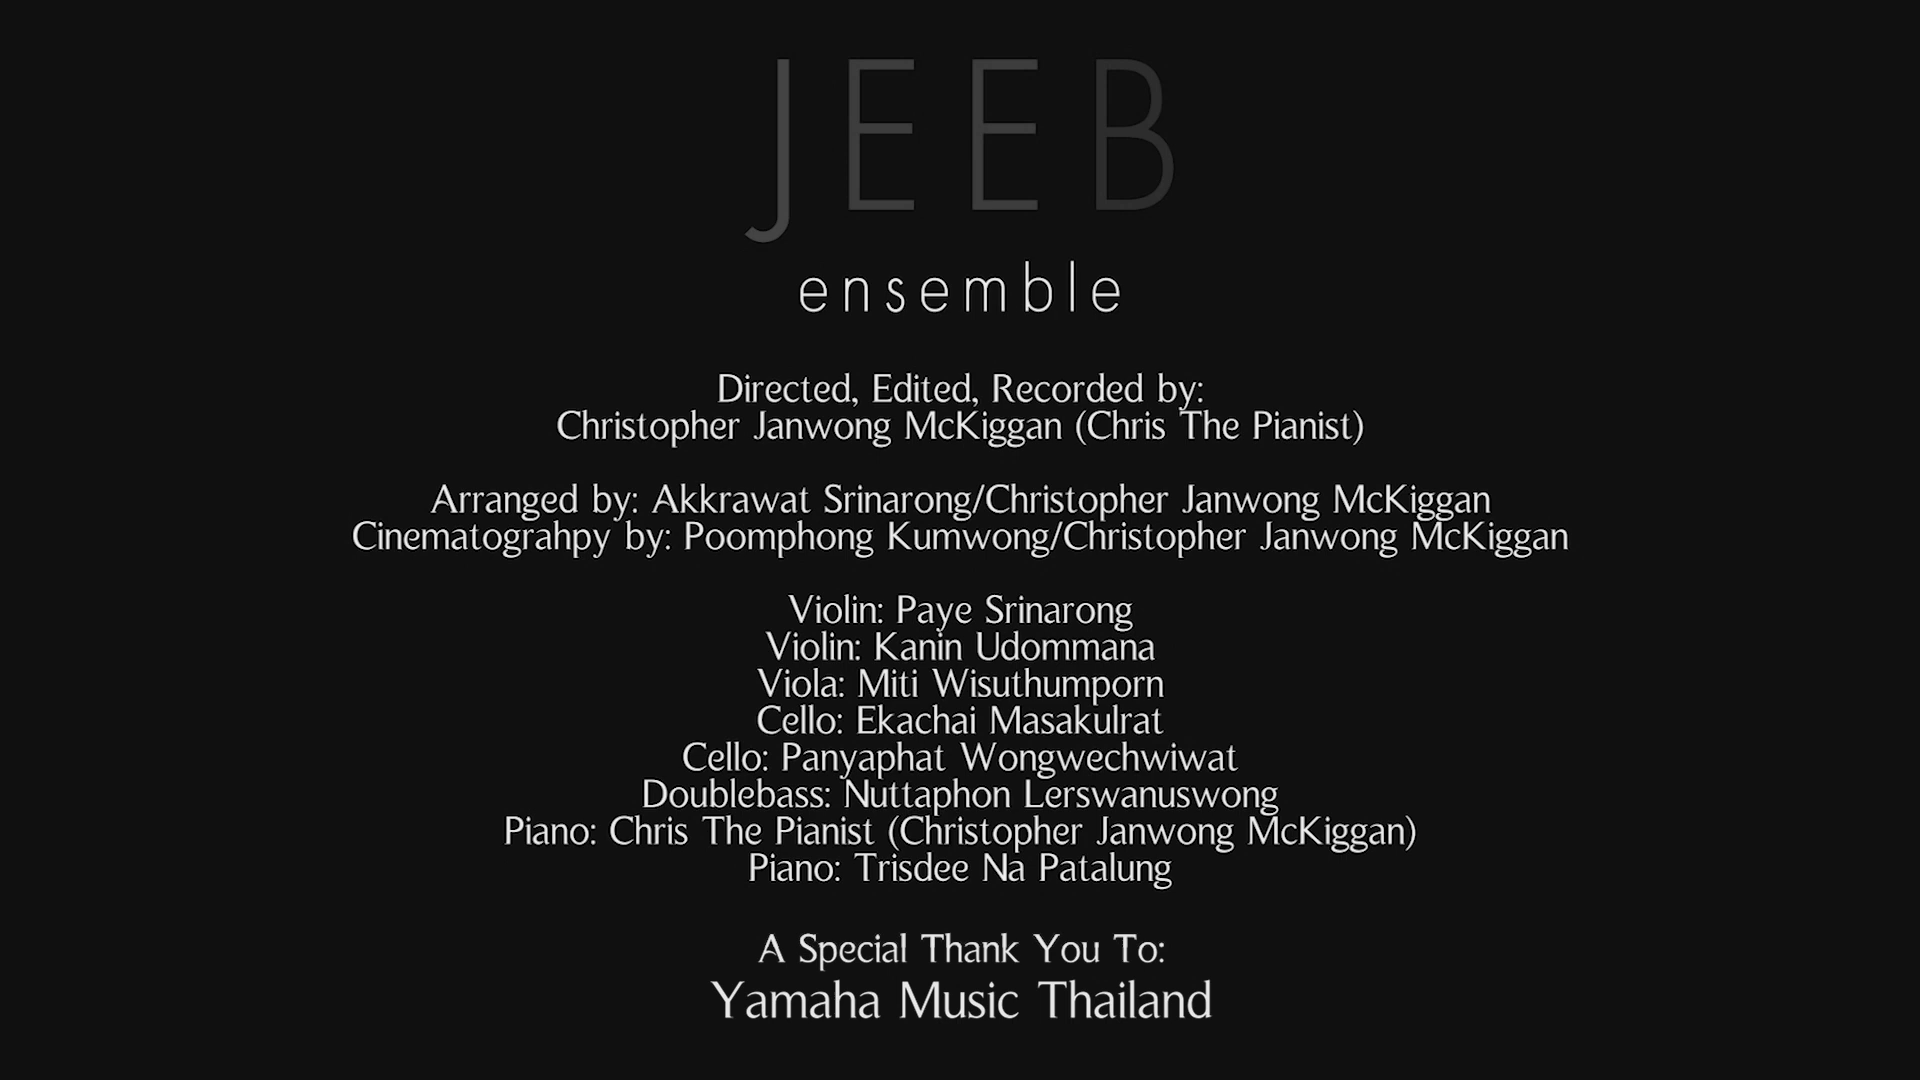 JEEB
ensemble
Directed, Edited, Recorded by:
Christopher Janwong McKiggan (Chris The Pianist)
Arranged by: Akkrawat Srinarong/Christopher Janwong McKiggan
Cinematograhpy by: Poomphong Kumwong/Christopher Janwong McKiggan
Violin: Paye Srinarong
Violin: Kanin Udommana
Viola: Miti Wisuthumporn
Cello: Ekachai Masakulrat
Cello: Panyaphat Wongwechwiwat
Doublebass: Nuttaphon Lerswanuswong
Piano: Chris The Pianist (Christopher Janwong McKiggan)
Piano: Trisdee Na Patalung
A Special Thank You To:
Yamaha Music Thailand